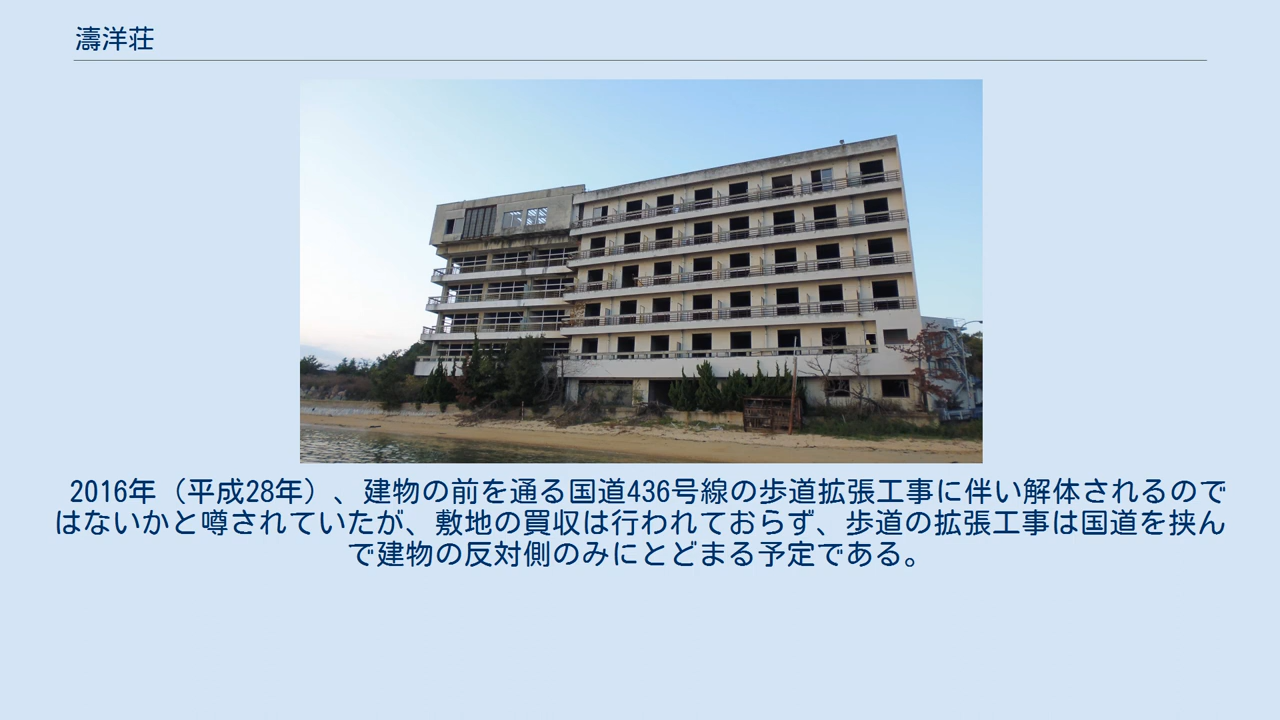 濤洋荘
2016年（平成28年）、建物の前を通る国道436号線の歩道拡張工事に伴い解体されるので
はないかと噂されていたが、敷地の買収は行われておらず、歩道の拡張工事は国道を挟ん
で建物の反対側のみにとどまる予定である。